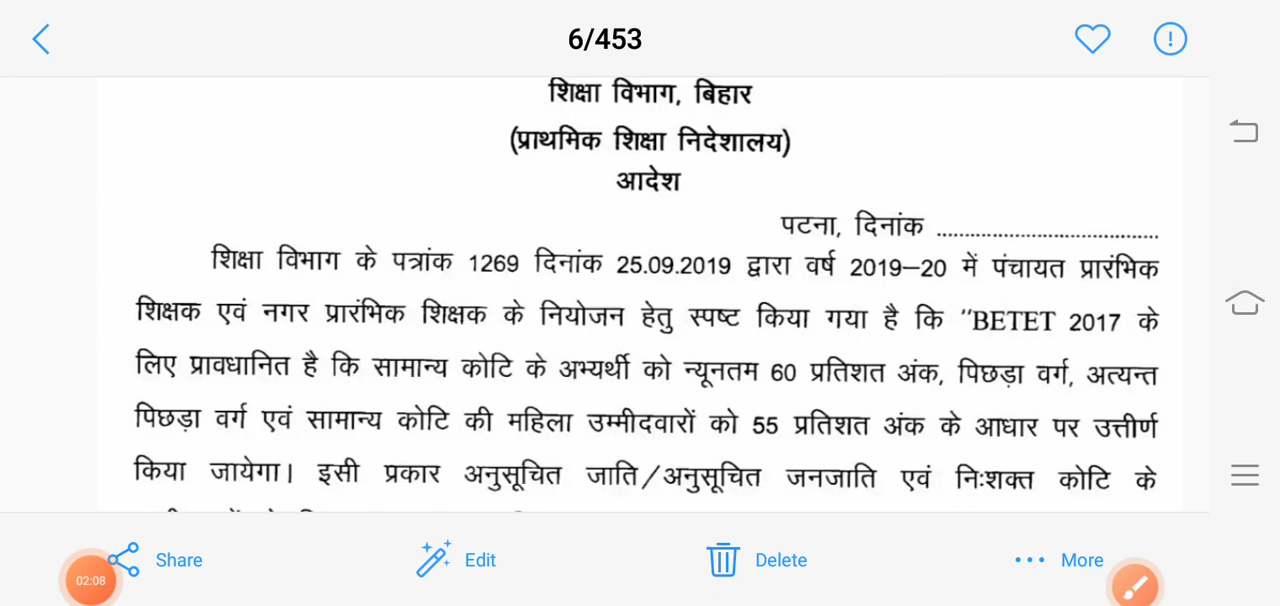 6/453
शिक्षा विभाग, बिहार
(प्राथमिक शिक्षा निदेशालय)
आदेश
पटना, दिनांक ......................................
शिक्षा विभाग के पत्रांक 1269 दिनांक 25.09.2019 द्वारा वर्ष 2019–20 में पंचायत प्रारंभिक
शिक्षक एवं नगर प्रारंभिक शिक्षक के नियोजन हेतु स्पष्ट किया गया है कि "BETET 2017 के
लिए प्रावधानित है कि सामान्य कोटि के अभ्यर्थी को न्यूनतम 60 प्रतिशत अंक, पिछड़ा वर्ग, अत्यन्त
पिछड़ा वर्ग एवं सामान्य कोटि की महिला उम्मीदवारों को 55 प्रतिशत अंक के आधार पर उत्तीर्ण
किया जायेगा। इसी प्रकार अनुसूचित जाति/अनुसूचित जनजाति एवं निःशक्त कोटि के
Share Edit Delete More
02:08